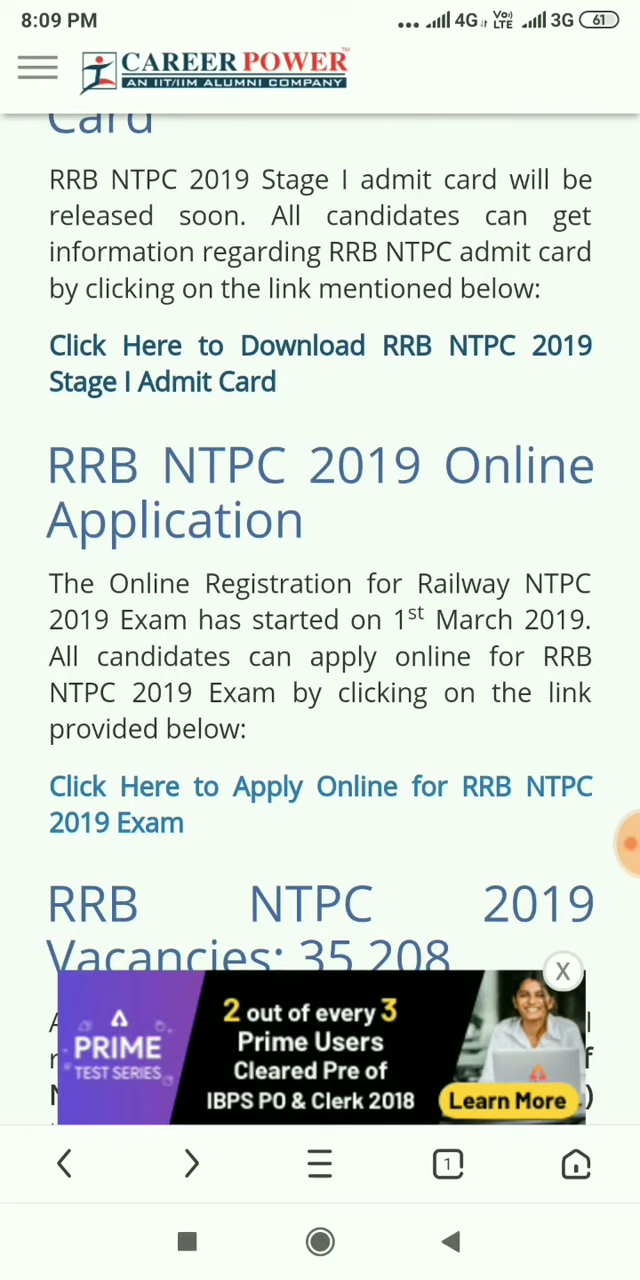 8:09 PM
4G VoLTE 3G 61
CAREER POWER
AN IIT/IIM ALUMNI COMPANY
Card
RRB NTPC 2019 Stage I admit card will be
released soon. All candidates can get
information regarding RRB NTPC admit card
by clicking on the link mentioned below:
Click Here to Download RRB NTPC 2019
Stage I Admit Card
RRB NTPC 2019 Online
Application
The Online Registration for Railway NTPC
2019 Exam has started on 1st March 2019.
All candidates can apply online for RRB
NTPC 2019 Exam by clicking on the link
provided below:
Click Here to Apply Online for RRB NTPC
2019 Exam
RRB NTPC 2019
Vacancies: 35,208
X
PRIME
TEST SERIES
2 out of every 3
Prime Users
Cleared Pre of
IBPS PO & Clerk 2018
Learn More
1